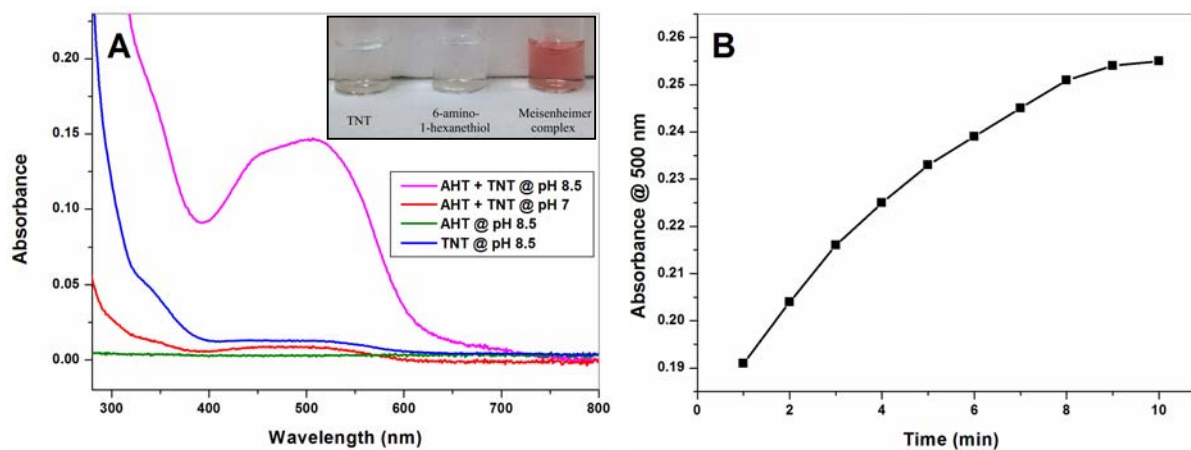 A
TNT
6-amino-
1-hexanethiol
Meisenheimer
complex
AHT + TNT @ pH 8.5
AHT + TNT @ pH 7
AHT @ pH 8.5
TNT @ pH 8.5
Absorbance
0.20
0.15
0.10
0.05
0.00
300 400 500 600 700 800
Wavelength (nm)
B
Absorbance @ 500 nm
0.26
0.25
0.24
0.23
0.22
0.21
0.20
0.19
0 2 4 6 8 10
Time (min)